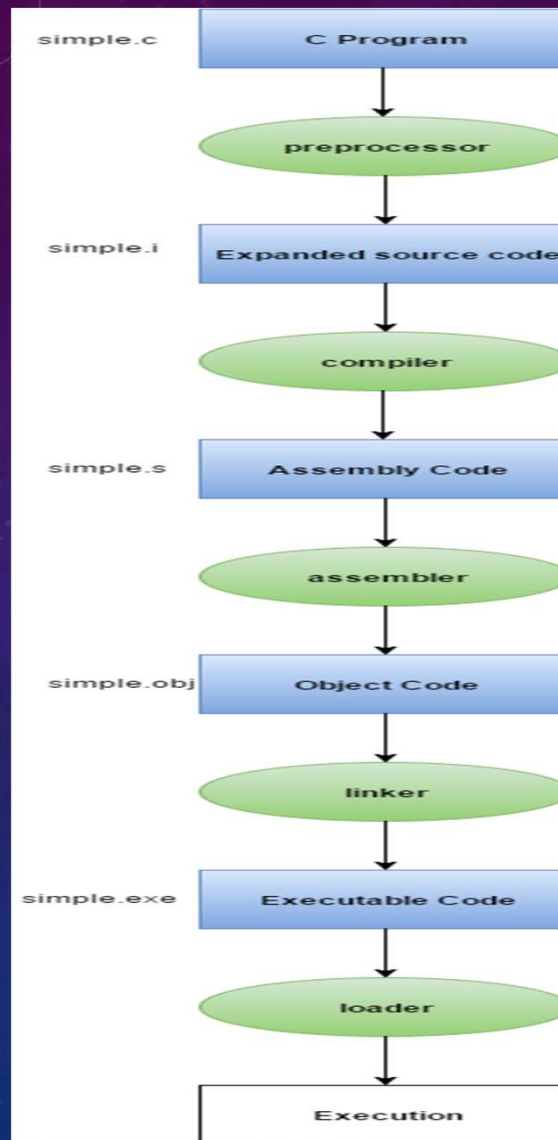 simple.c
C Program
preprocessor
simple.i
Expanded source code
compiler
simple.s
Assembly Code
assembler
simple.obj
Object Code
linker
simple.exe
Executable Code
loader
Execution